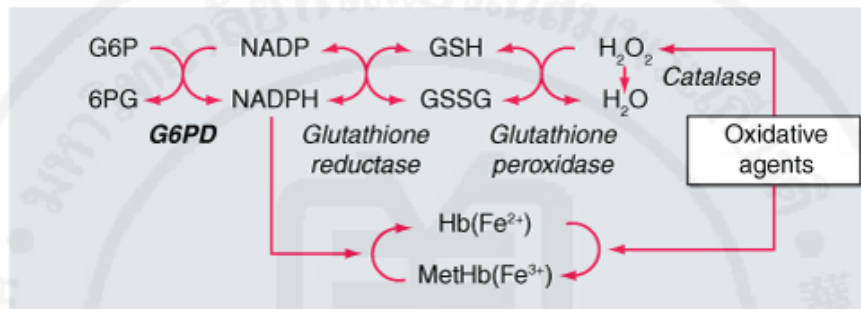 G6P NADP GSH H₂O₂
Catalase
6PG NADPH GSSG H₂O
G6PD Glutathione reductase Glutathione peroxidase
Oxidative agents
Hb(Fe²⁺)
MetHb(Fe³⁺)